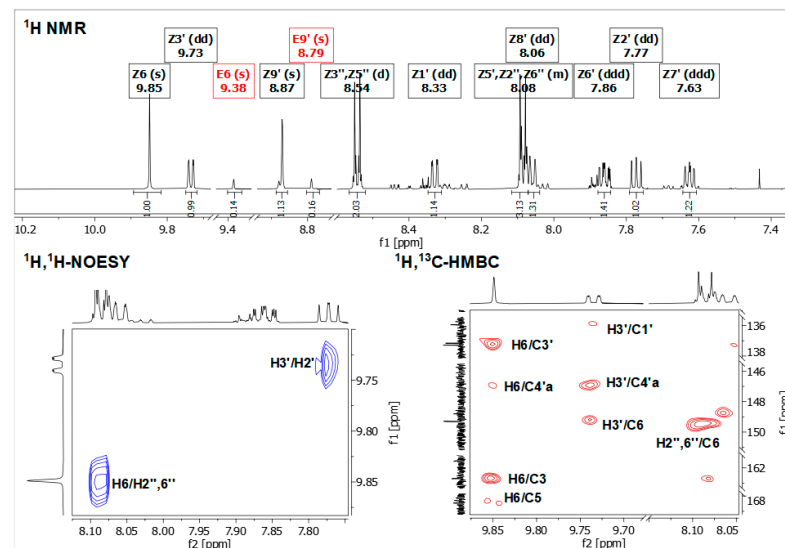 ¹H NMR
Z3' (dd)
9.73
E9' (s)
8.79
Z8' (dd)
8.06
Z2' (dd)
7.77
Z6 (s)
9.85
E6 (s)
9.38
Z9' (s)
8.87
Z3'',Z5'' (d)
8.54
Z1' (dd)
8.33
Z5',Z2'',Z6'' (m)
8.08
Z6' (ddd)
7.86
Z7' (ddd)
7.63
1.00
0.99
0.14
1.13
0.16
2.03
1.14
3.13
1.31
1.41
1.02
1.22
10.2 10.0 9.8 9.4 9.2 9.0 8.8 8.6 8.4 8.2 8.0 7.8 7.6 7.4
f1 [ppm]
¹H,¹H-NOESY
H3'/H2'
H6/H2'',6''
9.75
9.80
9.85
f1 [ppm]
8.10 8.05 8.00 7.95 7.90 7.85 7.80
f2 [ppm]
¹H,¹³C-HMBC
H3'/C1'
H6/C3'
H6/C4'a
H3'/C4'a
H3'/C6
H2'',6''/C6
H6/C3
H6/C5
136
138
146
148
150
162
168
f1 [ppm]
9.85 9.80 9.75 9.70 8.10 8.05
f2 [ppm]